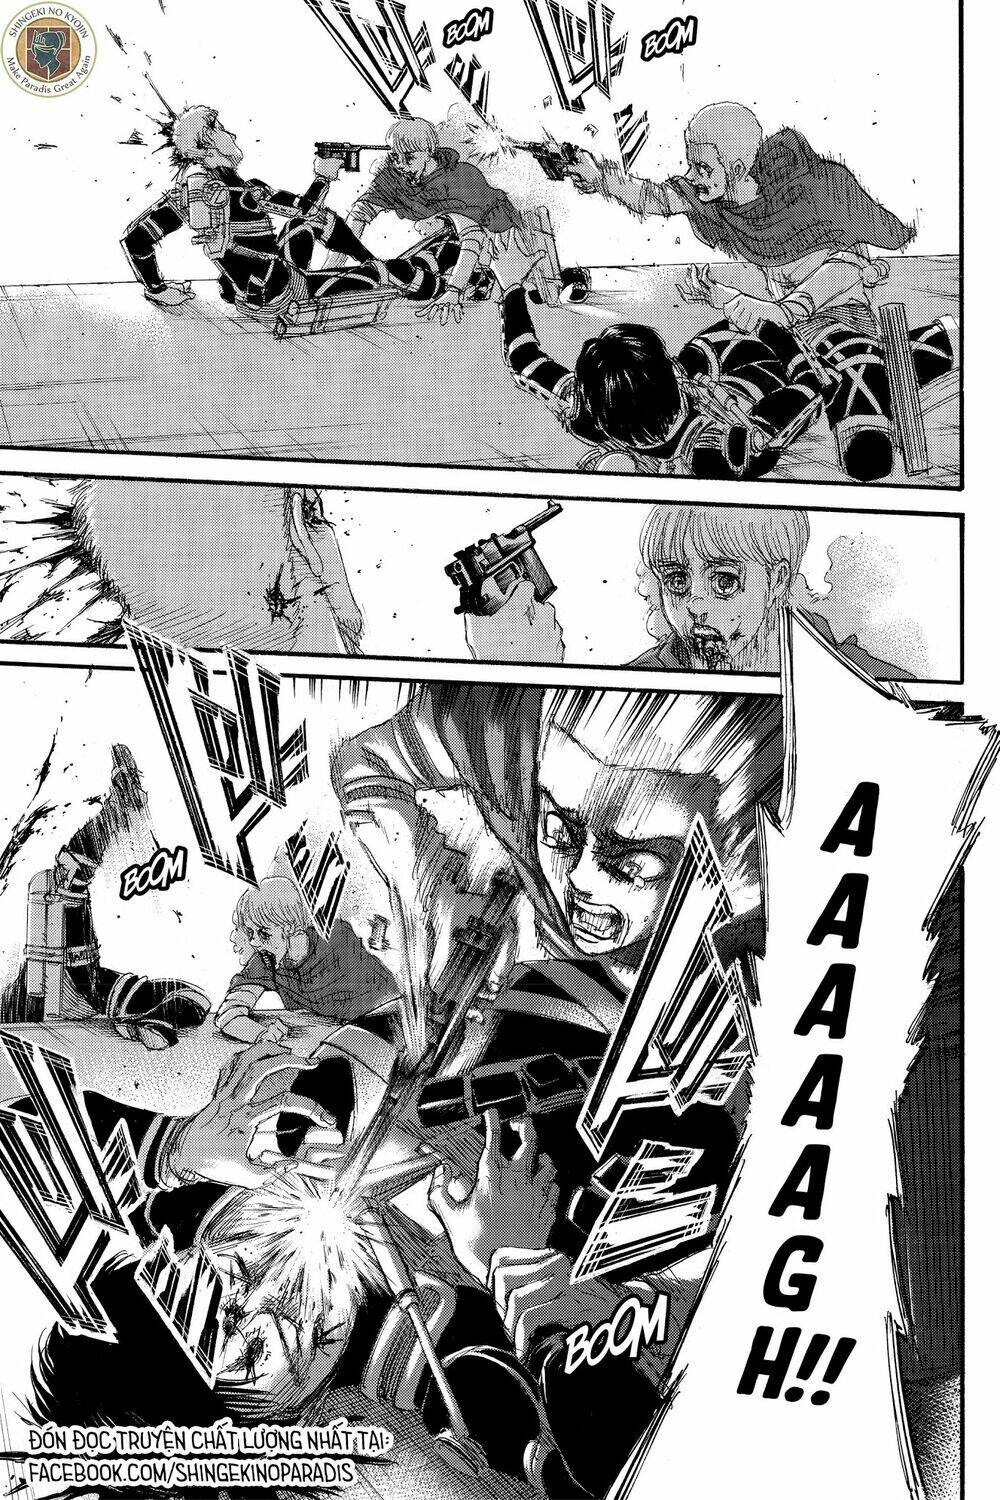 SHINGEKI NO KYOJIN
Make Paradis Great Again
BOOM
BOOM
BOOM
AAAAAGH!!
BOOM
ĐÓN ĐỌC TRUYỆN CHẤT LƯỢNG NHẤT TẠI:
FACEBOOK.COM/SHINGEKINOPARADIS